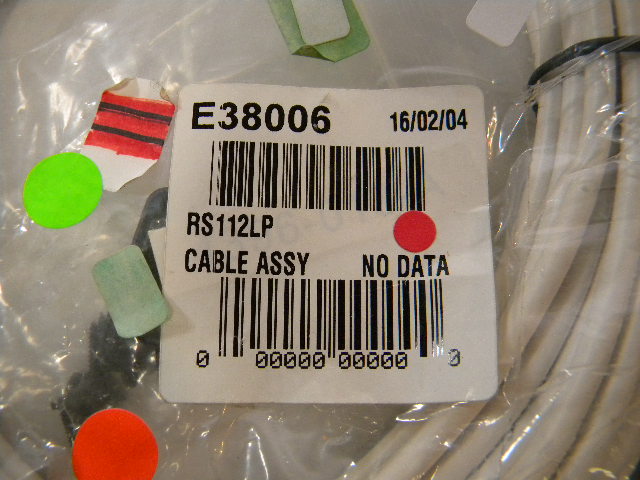 E38006 16/02/04
RS112LP
CABLE ASSY NO DATA
0 00000 00000 0